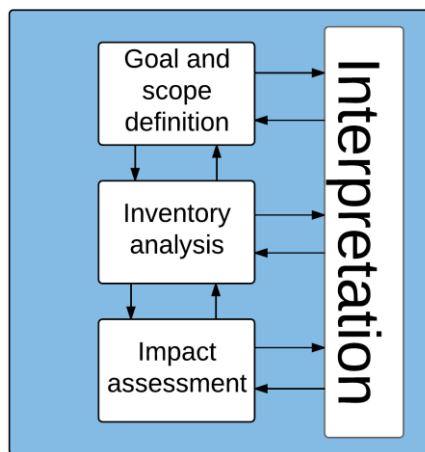 Goal and
scope
definition
Inventory
analysis
Impact
assessment
Interpretation